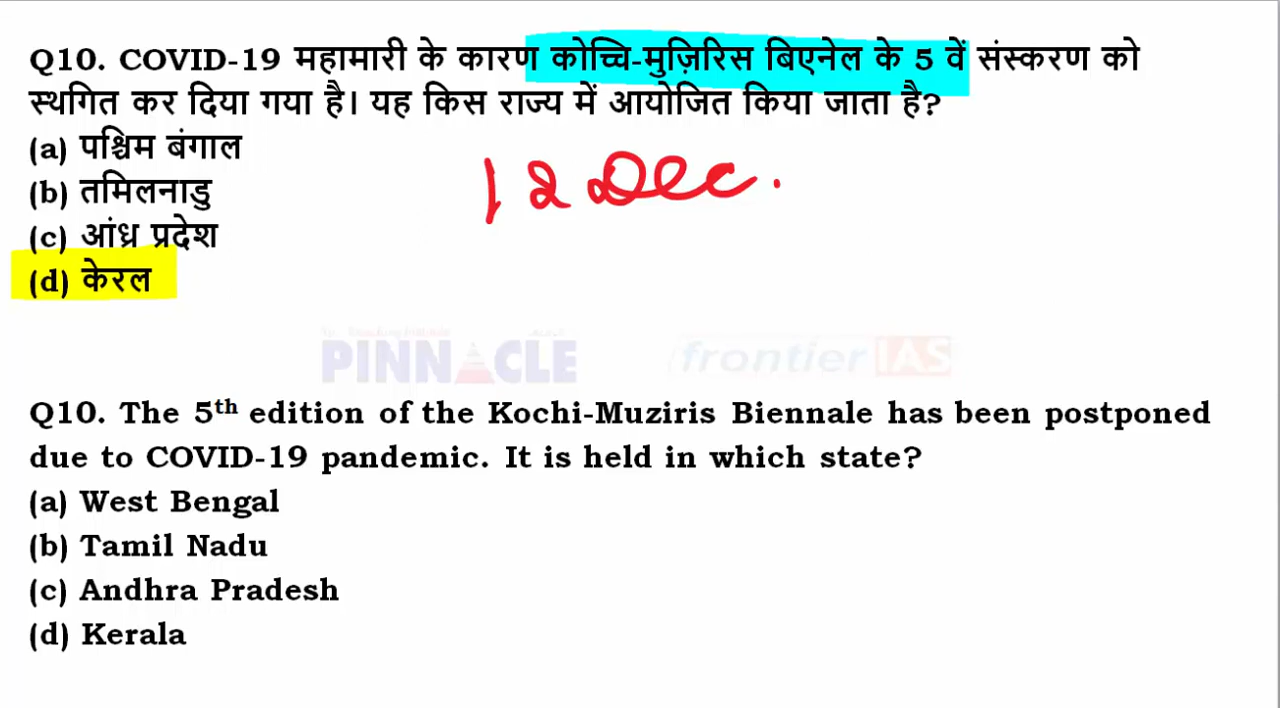 Q10. COVID-19 महामारी के कारण कोच्चि-मुज़िरिस बिएनेल के 5 वें संस्करण को
स्थगित कर दिया गया है। यह किस राज्य में आयोजित किया जाता है?
(a) पश्चिम बंगाल
12 Dec.
(b) तमिलनाडु
(c) आंध्र प्रदेश
(d) केरल
PINNACLE frontier IAS
Q10. The 5th edition of the Kochi-Muziris Biennale has been postponed
due to COVID-19 pandemic. It is held in which state?
(a) West Bengal
(b) Tamil Nadu
(c) Andhra Pradesh
(d) Kerala